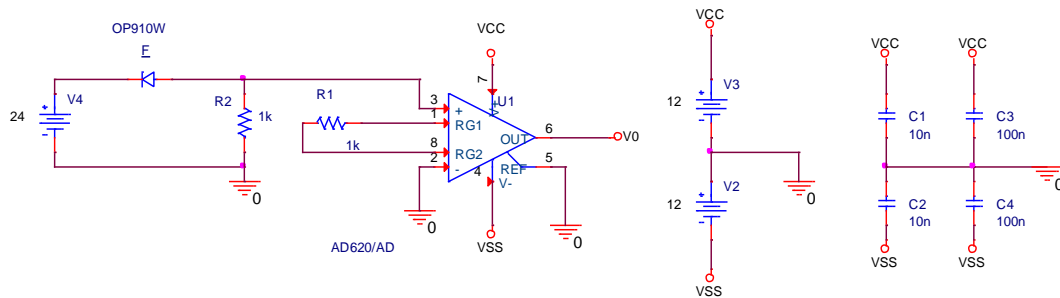 OP910W
E
V4
24
R2
1k
R1
1k
VCC
7
U1
V+
3
+
1
RG1
6
OUT
V0
8
RG2
5
REF
2
-
4
V-
0
0
0
VSS
AD620/AD
VCC
V3
12
0
V2
12
VSS
VCC
VCC
C1
10n
C3
100n
0
C2
10n
C4
100n
VSS
VSS